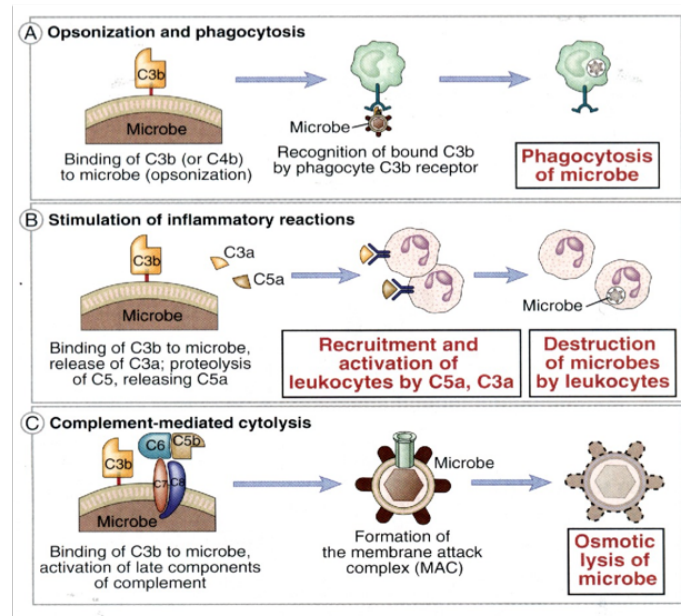 A Opsonization and phagocytosis
C3b
Microbe
Binding of C3b (or C4b)
to microbe (opsonization)
Microbe
Recognition of bound C3b
by phagocyte C3b receptor
Phagocytosis
of microbe
B Stimulation of inflammatory reactions
C3b
C3a
C5a
Microbe
Binding of C3b to microbe,
release of C3a; proteolysis
of C5, releasing C5a
Recruitment and
activation of
leukocytes by C5a, C3a
Microbe
Destruction
of microbes
by leukocytes
C Complement-mediated cytolysis
C3b
C6
C5b
C7
C8
Microbe
Binding of C3b to microbe,
activation of late components
of complement
Microbe
Formation of
the membrane attack
complex (MAC)
Osmotic
lysis of
microbe